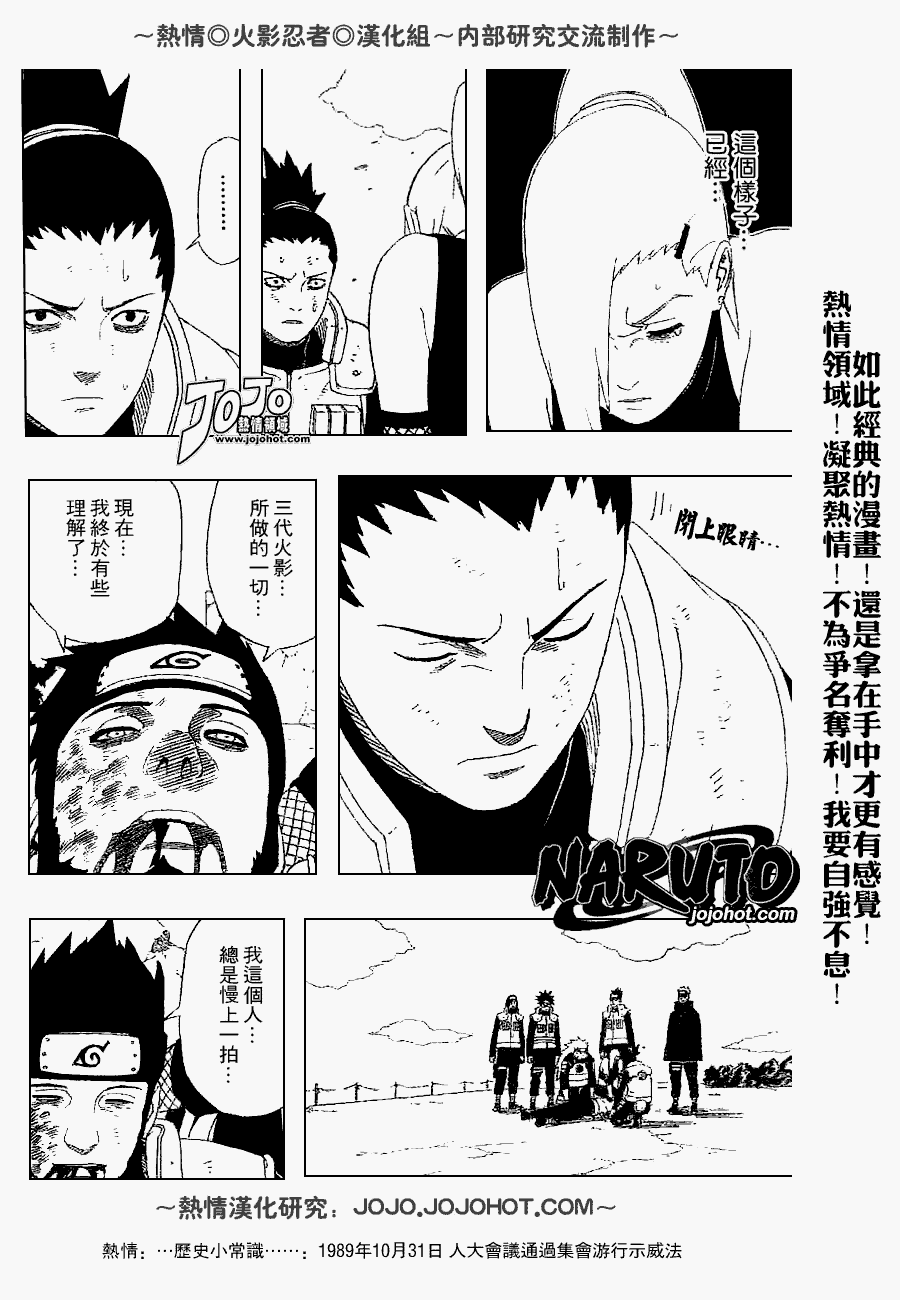 ～熱情◎火影忍者◎漢化組～内部研究交流制作～
這個樣子…
已經…
………
JOJO
熱情領域
www.jojohot.com
如此經典的漫畫！還是拿在手中才更有感覺！
熱情領域！凝聚熱情！不為爭名奪利！我要自強不息！
閉上眼睛…
三代火影…
所做的一切…
現在…
我終於有些
理解了…
NARUTO
jojohot.com
我這個人…
總是慢上一拍
…
～熱情漢化研究：JOJO.JOJOHOT.COM～
熱情：…歷史小常識……：1989年10月31日 人大會議通過集會游行示威法